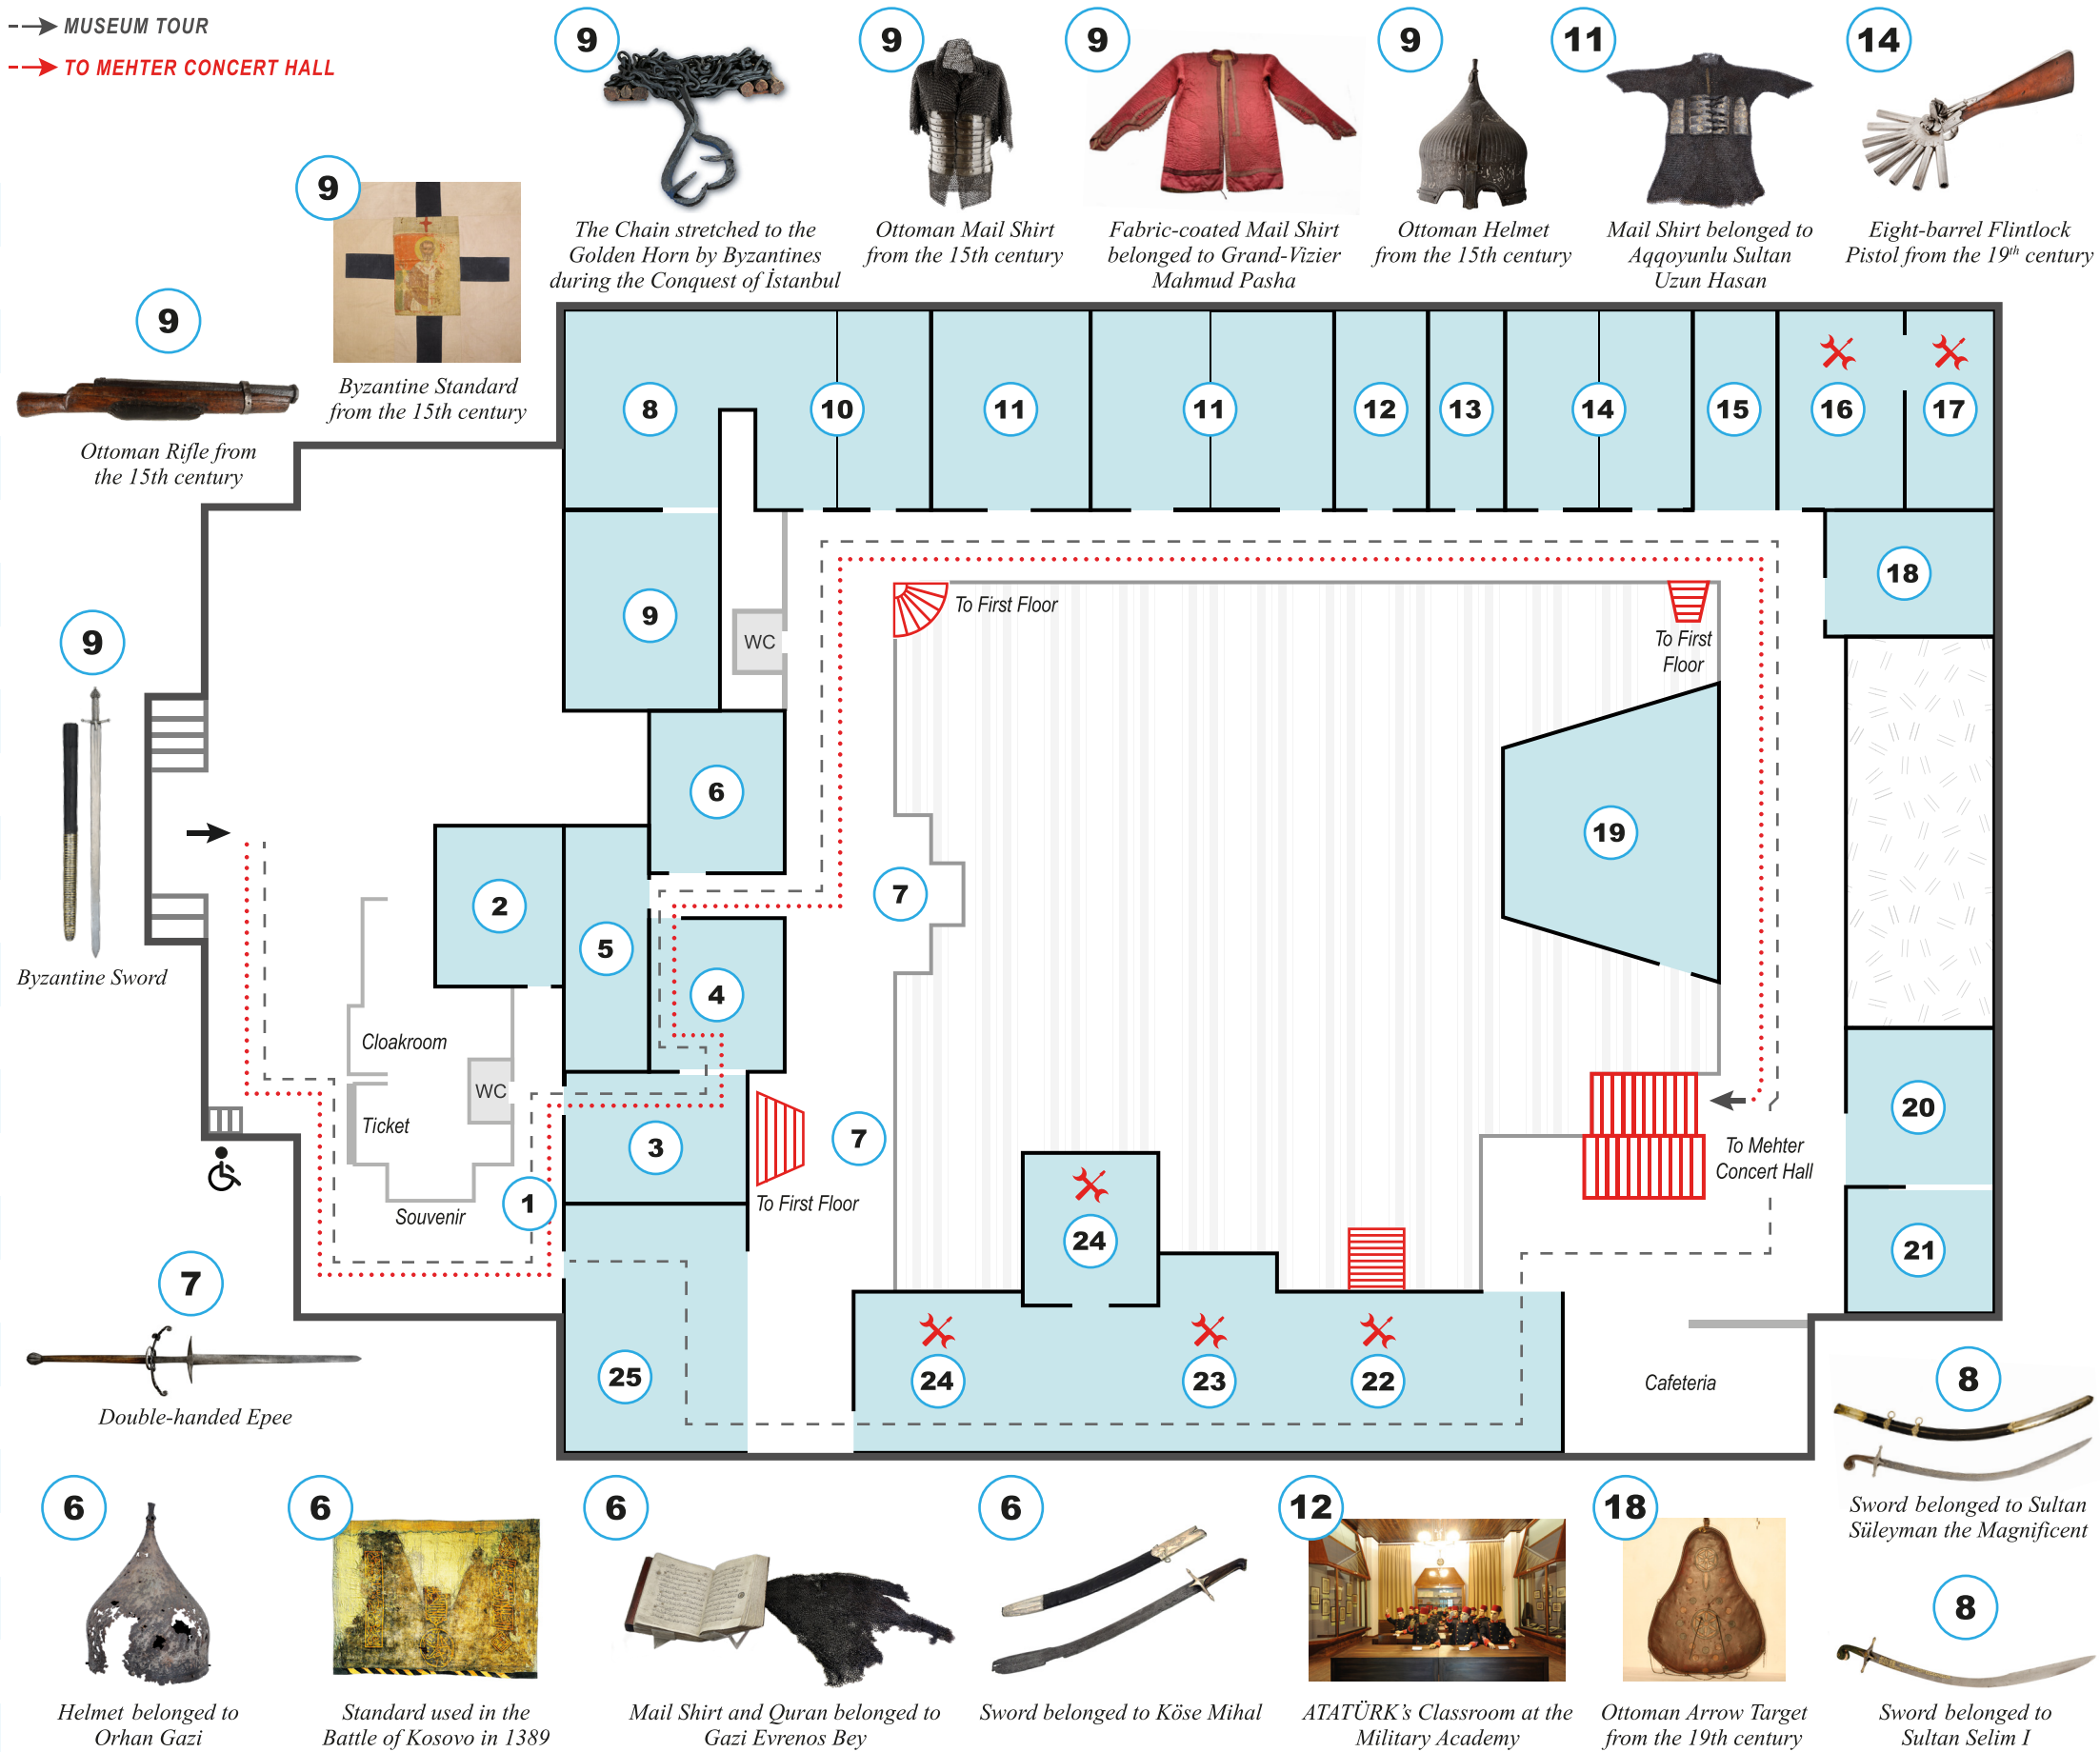 MUSEUM TOUR
TO MEHTER CONCERT HALL
9
The Chain stretched to the
Golden Horn by Byzantines
during the Conquest of İstanbul
9
Ottoman Mail Shirt
from the 15th century
9
Fabric-coated Mail Shirt
belonged to Grand-Vizier
Mahmud Pasha
9
Ottoman Helmet
from the 15th century
11
Mail Shirt belonged to
Aqqoyunlu Sultan
Uzun Hasan
14
Eight-barrel Flintlock
Pistol from the 19th century
9
Byzantine Standard
from the 15th century
9
Ottoman Rifle from
the 15th century
9
Byzantine Sword
7
Double-handed Epee
8
10
11
11
12
13
14
15
16
17
18
9
WC
To First Floor
To First
Floor
6
19
7
2
5
4
Cloakroom
WC
Ticket
3
7
1
Souvenir
To First Floor
To Mehter
Concert Hall
20
21
24
25
24
23
22
Cafeteria
8
Sword belonged to Sultan
Süleyman the Magnificent
8
Sword belonged to
Sultan Selim I
6
Helmet belonged to
Orhan Gazi
6
Standard used in the
Battle of Kosovo in 1389
6
Mail Shirt and Quran belonged to
Gazi Evrenos Bey
6
Sword belonged to Köse Mihal
12
ATATÜRK's Classroom at the
Military Academy
18
Ottoman Arrow Target
from the 19th century